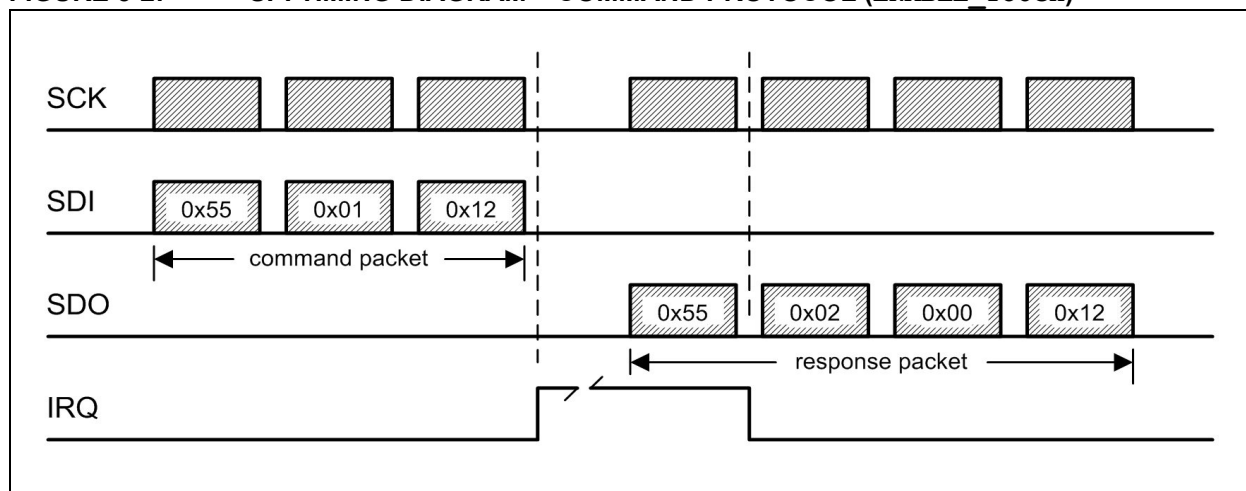 SCK
SDI
0x55 0x01 0x12
command packet
SDO
0x55 0x02 0x00 0x12
response packet
IRQ